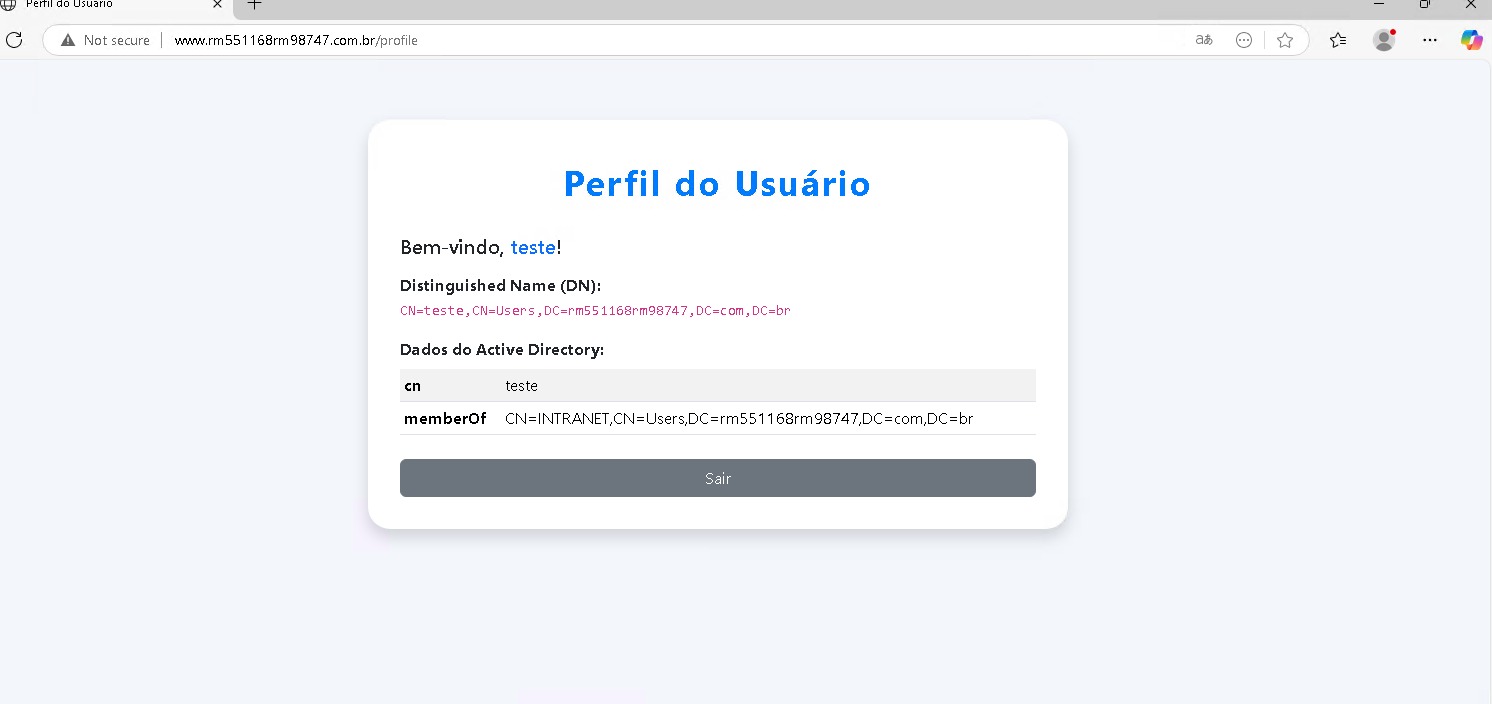 Perfil do Usuário
Not secure
www.rm551168rm98747.com.br/profile
aあ
Perfil do Usuário
Bem-vindo, teste!
Distinguished Name (DN):
CN=teste,CN=Users,DC=rm551168rm98747,DC=com,DC=br
Dados do Active Directory:
cn teste
memberOf CN=INTRANET,CN=Users,DC=rm551168rm98747,DC=com,DC=br
Sair